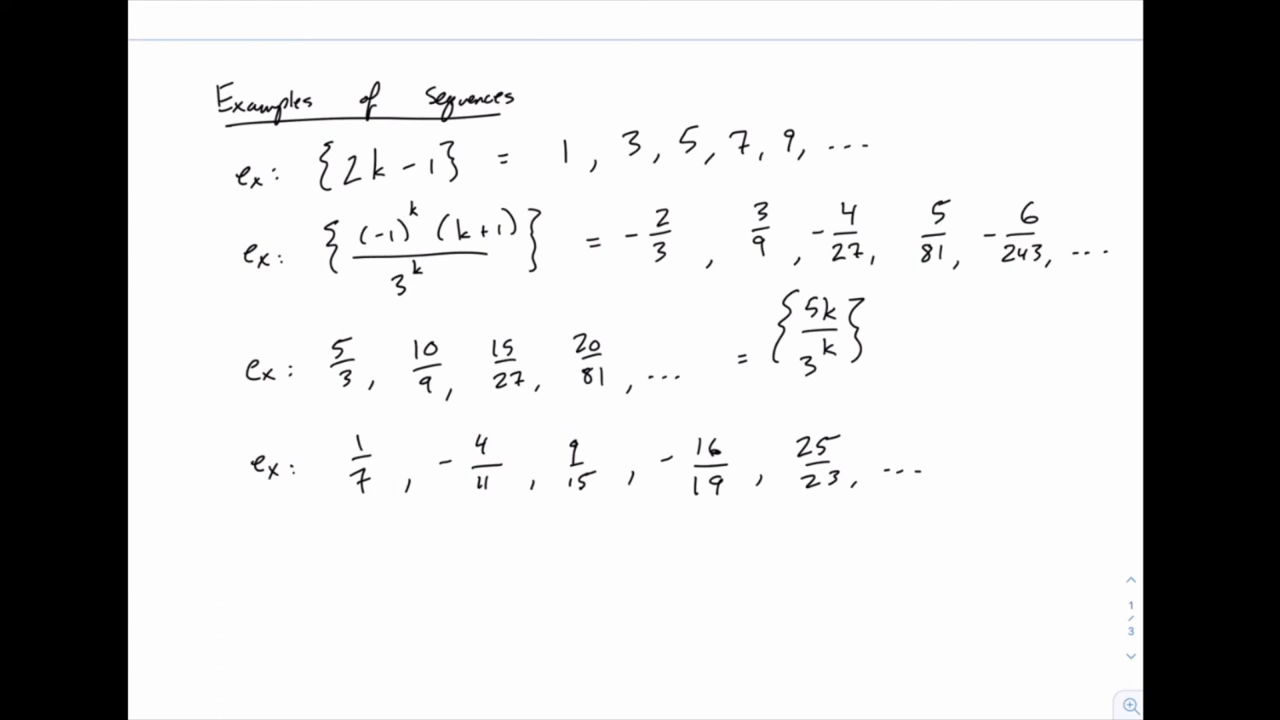 Examples of Sequences
ex: {2k - 1} = 1, 3, 5, 7, 9, ...
ex: {(-1)^k (k+1) / 3^k} = - 2/3, 3/9, - 4/27, 5/81, - 6/243, ...
ex: 5/3, 10/9, 15/27, 20/81, ... = {5k / 3^k}
ex: 1/7, - 4/11, 9/15, - 16/19, 25/23, ...
1
/
3